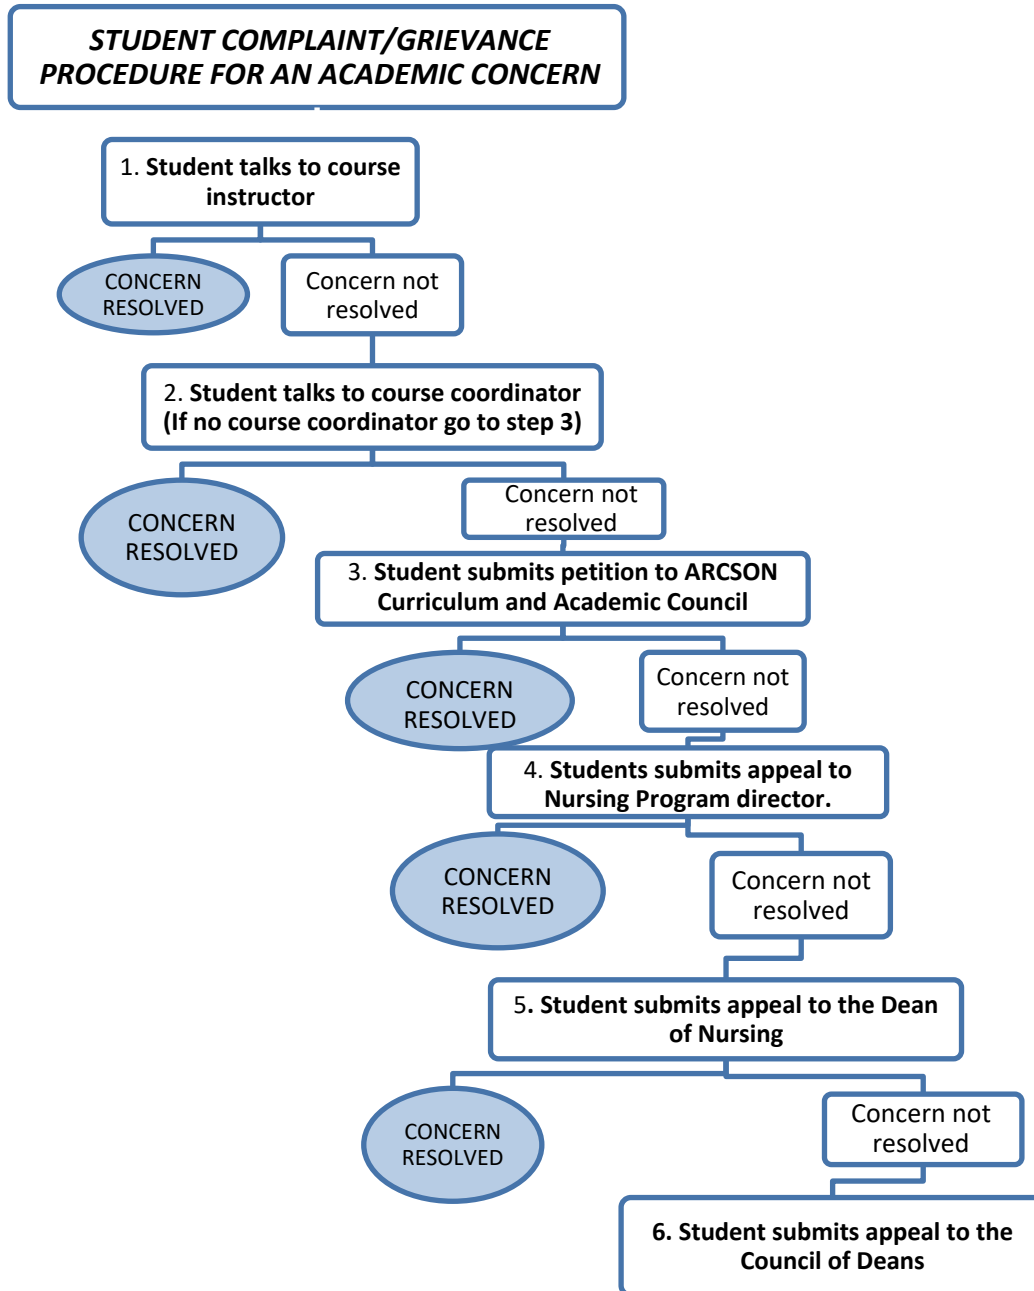 STUDENT COMPLAINT/GRIEVANCE
PROCEDURE FOR AN ACADEMIC CONCERN
1. Student talks to course
instructor
CONCERN
RESOLVED
Concern not
resolved
2. Student talks to course coordinator
(If no course coordinator go to step 3)
CONCERN
RESOLVED
Concern not
resolved
3. Student submits petition to ARCSON
Curriculum and Academic Council
CONCERN
RESOLVED
Concern not
resolved
4. Students submits appeal to
Nursing Program director.
CONCERN
RESOLVED
Concern not
resolved
5. Student submits appeal to the Dean
of Nursing
CONCERN
RESOLVED
Concern not
resolved
6. Student submits appeal to the
Council of Deans